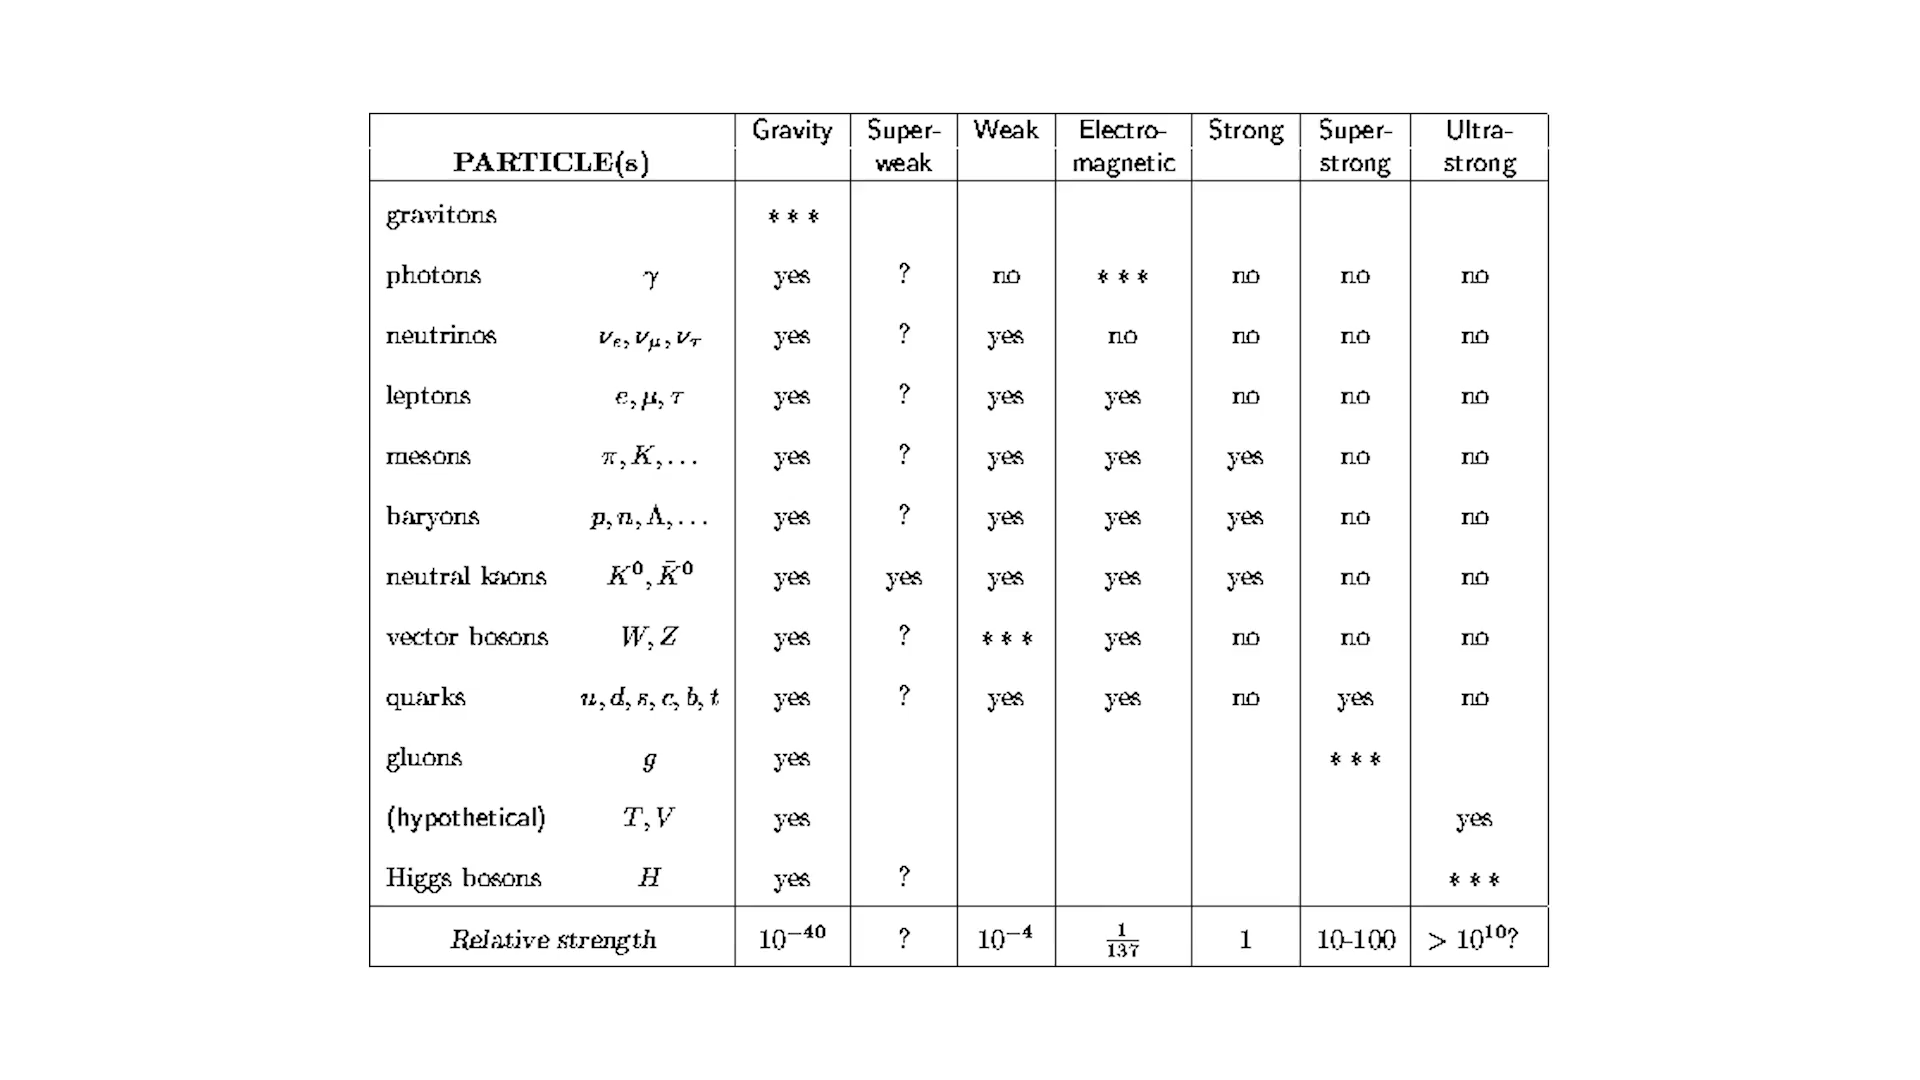 Gravity Super- Weak Electro- Strong Super- Ultra-
PARTICLE(s) weak magnetic strong strong
gravitons ***
photons γ yes ? no *** no no no
neutrinos νₑ, ν_μ, ν_τ yes ? yes no no no no
leptons e, μ, τ yes ? yes yes no no no
mesons π, K, ... yes ? yes yes yes no no
baryons p, n, Λ, ... yes ? yes yes yes no no
neutral kaons K⁰, K̄⁰ yes yes yes yes yes no no
vector bosons W, Z yes ? *** yes no no no
quarks u, d, s, c, b, t yes ? yes yes no yes no
gluons g yes ***
(hypothetical) T, V yes yes
Higgs bosons H yes ? ***
Relative strength 10⁻⁴⁰ ? 10⁻⁴ 1/137 1 10-100 > 10¹⁰?